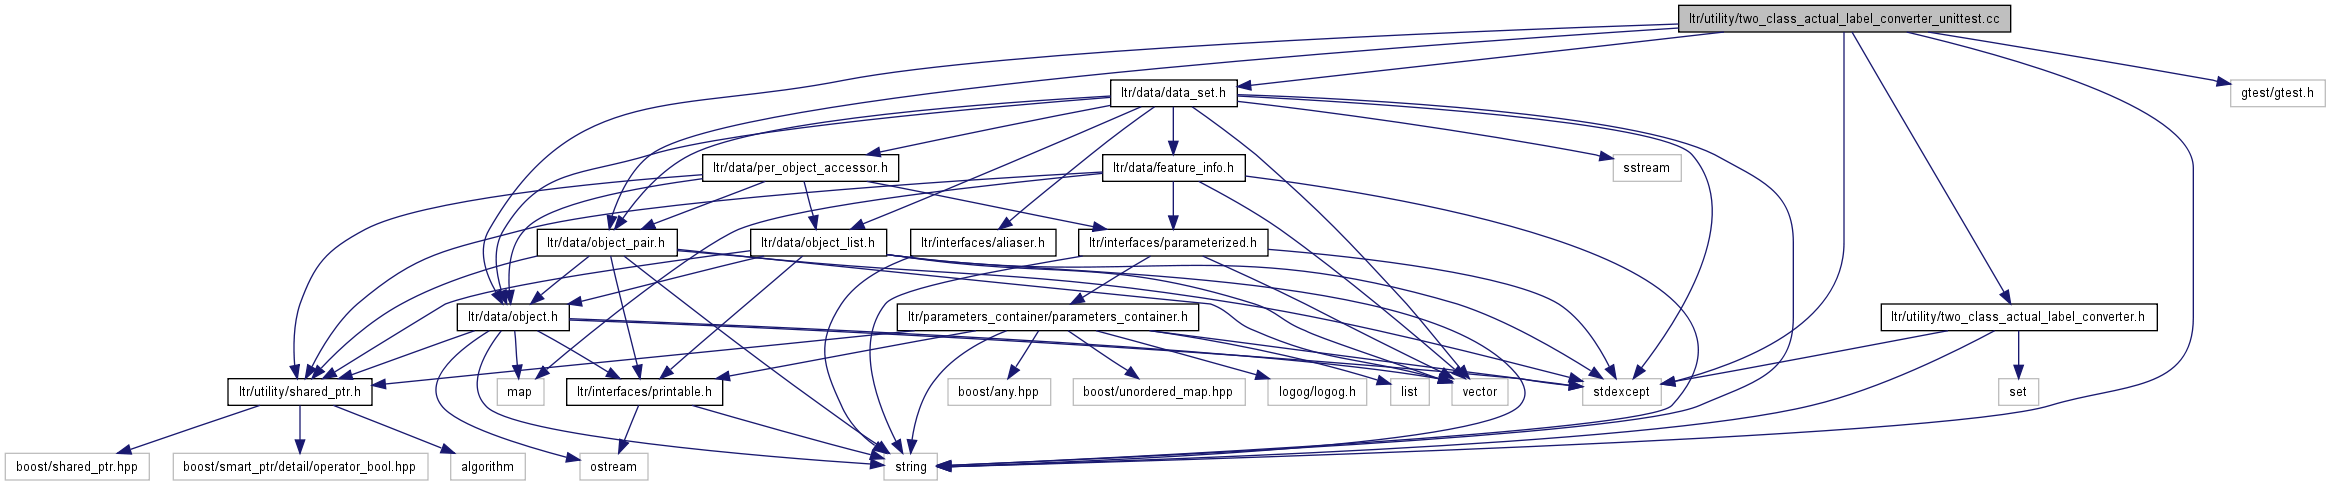 ltr/utility/two_class_actual_label_converter_unittest.cc
ltr/data/data_set.h
gtest/gtest.h
ltr/data/per_object_accessor.h
ltr/data/feature_info.h
sstream
ltr/data/object_pair.h
ltr/data/object_list.h
ltr/interfaces/aliaser.h
ltr/interfaces/parameterized.h
ltr/data/object.h
ltr/parameters_container/parameters_container.h
ltr/utility/two_class_actual_label_converter.h
ltr/utility/shared_ptr.h
map
ltr/interfaces/printable.h
boost/any.hpp
boost/unordered_map.hpp
logog/logog.h
list
vector
stdexcept
set
boost/shared_ptr.hpp
boost/smart_ptr/detail/operator_bool.hpp
algorithm
ostream
string